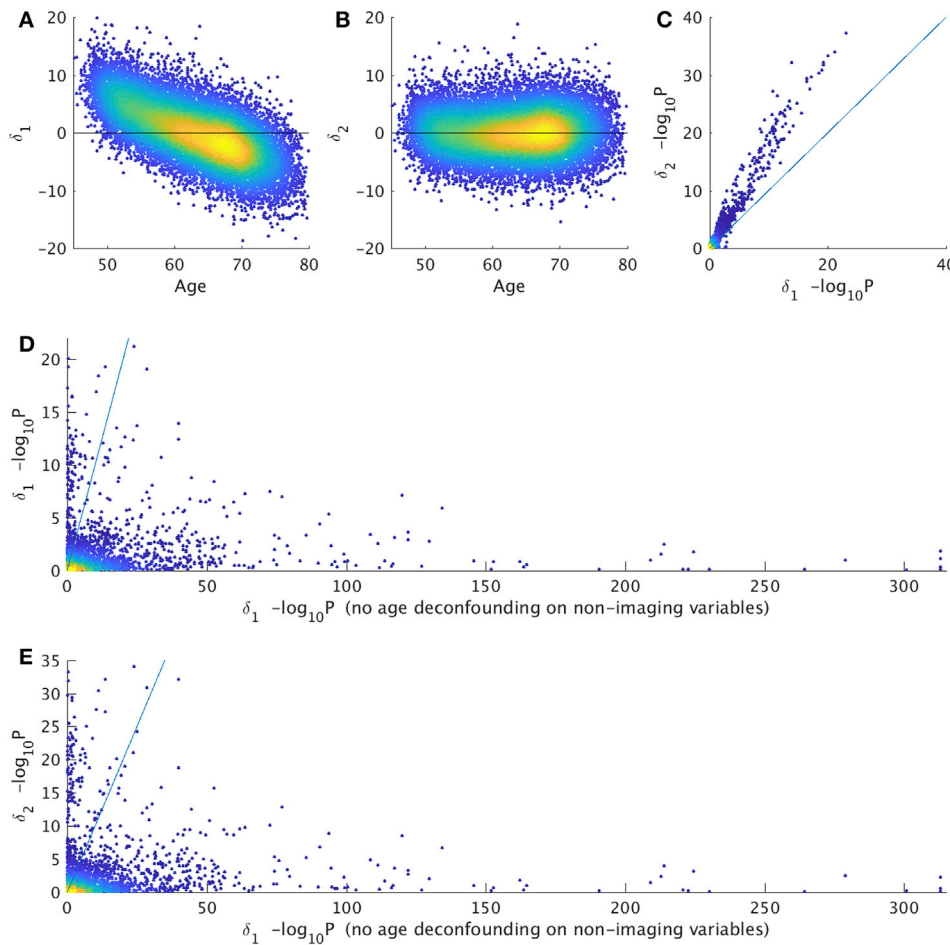 A
20
10
0
−10
−20
δ1
50 60 70 80
Age
B
20
10
0
−10
−20
δ2
50 60 70 80
Age
C
40
30
20
10
0
δ2 −log10P
0 20 40
δ1 −log10P
D
20
15
10
5
0
δ1 −log10P
0 50 100 150 200 250 300
δ1 −log10P (no age deconfounding on non-imaging variables)
E
35
30
25
20
15
10
5
0
δ2 −log10P
0 50 100 150 200 250 300
δ1 −log10P (no age deconfounding on non-imaging variables)